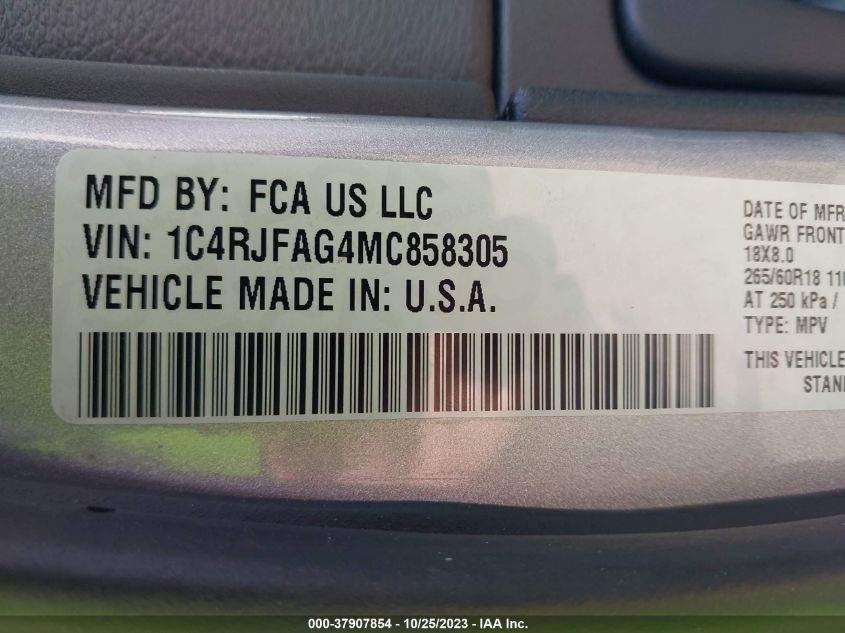 MFD BY: FCA US LLC
VIN: 1C4RJFAG4MC858305
VEHICLE MADE IN: U.S.A.
DATE OF MFR
GAWR FRONT
18X8.0
265/60R18
AT 250 kPa /
TYPE: MPV
THIS VEHICLE
000-37907854 / 10/25/2023 - IAA Inc.